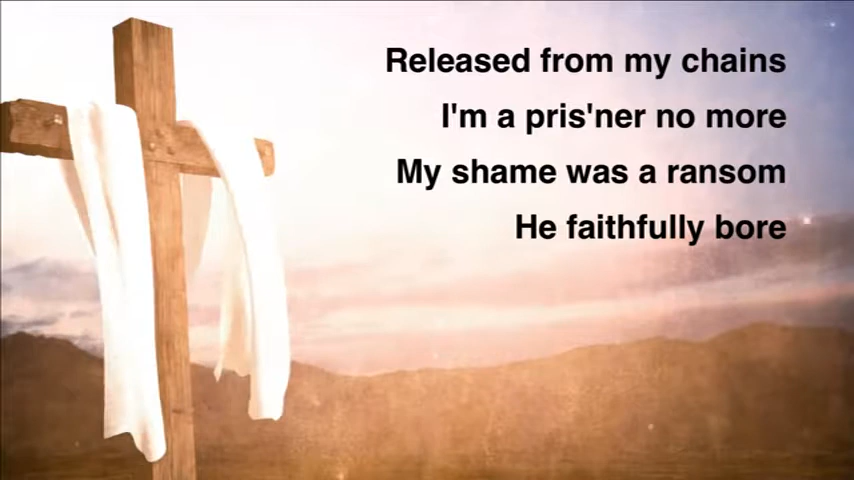 Released from my chains
I'm a pris'ner no more
My shame was a ransom
He faithfully bore